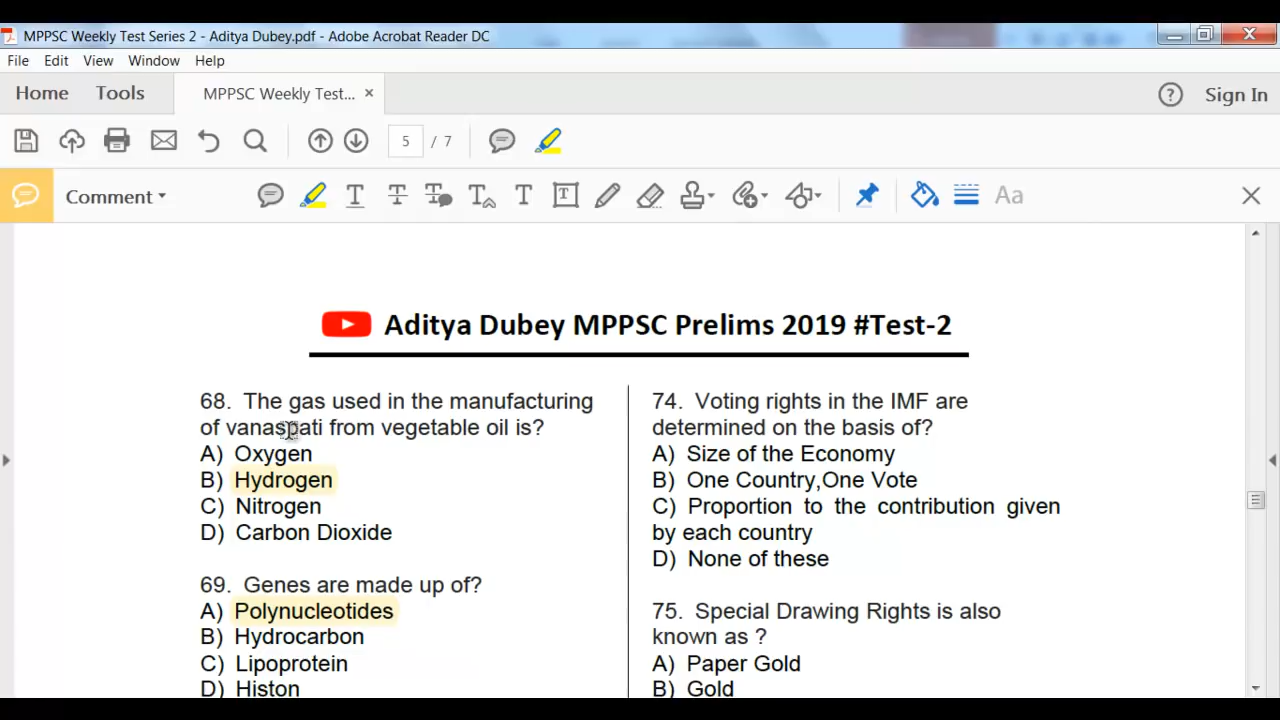 MPPSC Weekly Test Series 2 - Aditya Dubey.pdf - Adobe Acrobat Reader DC
File Edit View Window Help
Home Tools MPPSC Weekly Test... × Sign In
5 / 7
Comment Aa
Aditya Dubey MPPSC Prelims 2019 #Test-2
68. The gas used in the manufacturing
of vanaspati from vegetable oil is?
A) Oxygen
B) Hydrogen
C) Nitrogen
D) Carbon Dioxide
69. Genes are made up of?
A) Polynucleotides
B) Hydrocarbon
C) Lipoprotein
D) Histon
74. Voting rights in the IMF are
determined on the basis of?
A) Size of the Economy
B) One Country,One Vote
C) Proportion to the contribution given
by each country
D) None of these
75. Special Drawing Rights is also
known as ?
A) Paper Gold
B) Gold